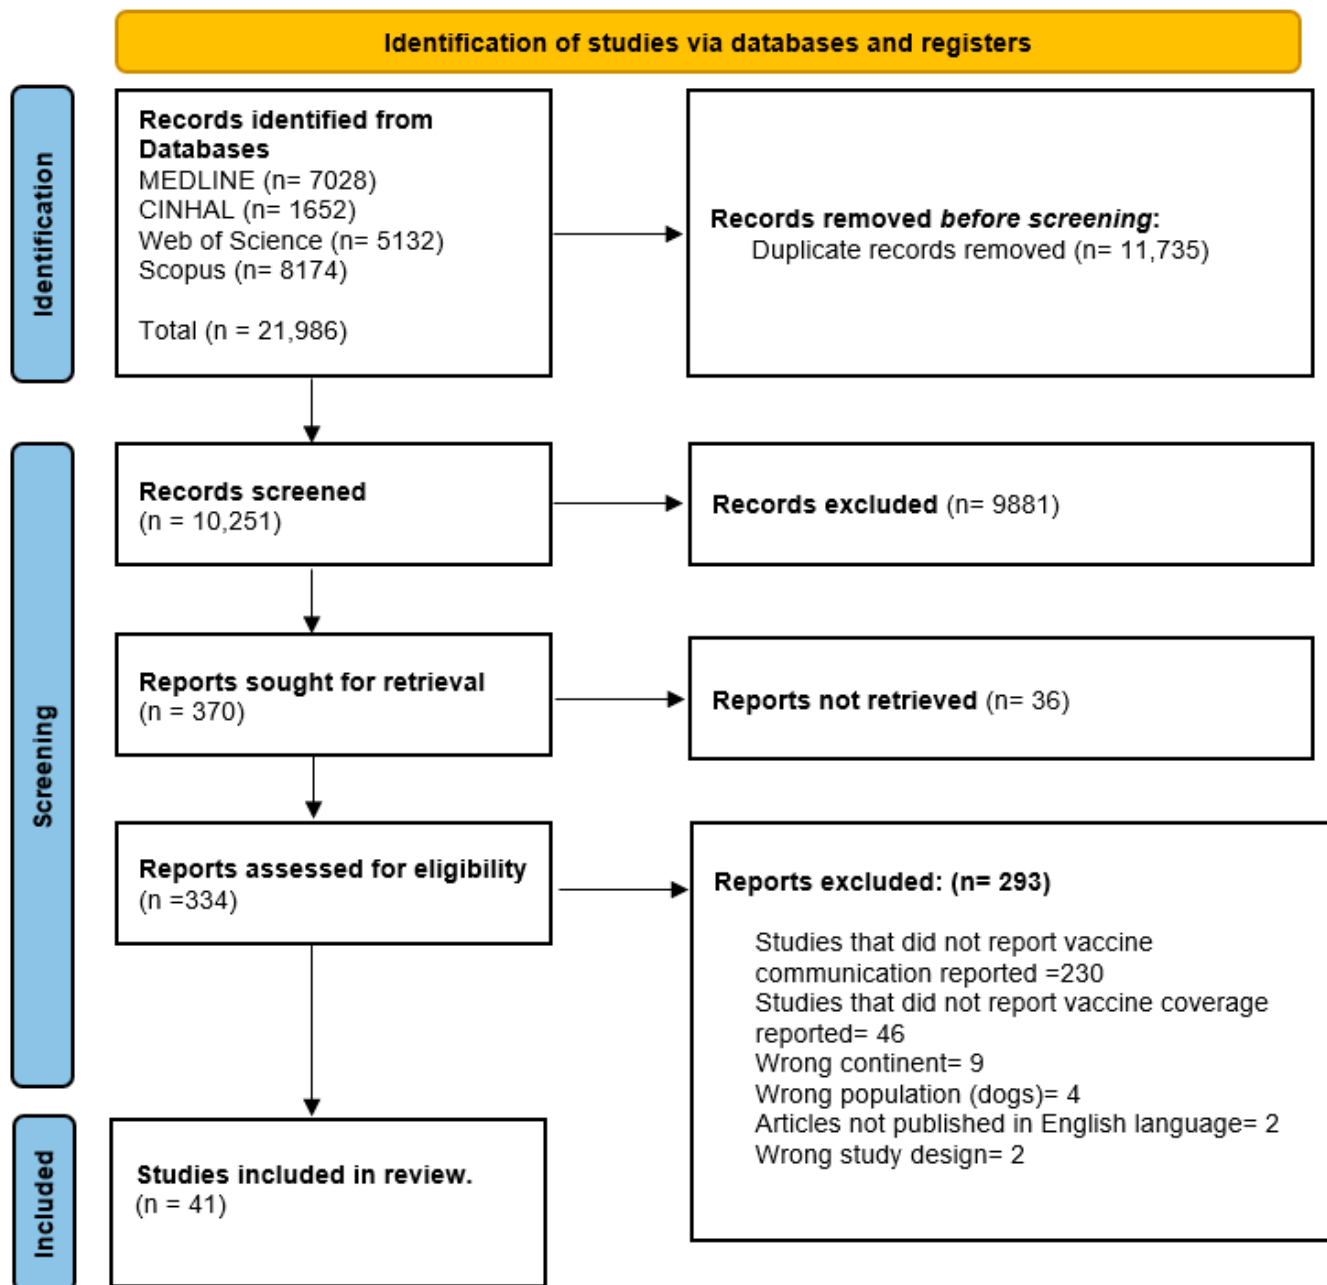 Identification of studies via databases and registers
Identification
Records identified from
Databases
MEDLINE (n= 7028)
CINHAL (n= 1652)
Web of Science (n= 5132)
Scopus (n= 8174)
Total (n = 21,986)
Records removed before screening:
Duplicate records removed (n= 11,735)
Screening
Records screened
(n = 10,251)
Records excluded (n= 9881)
Reports sought for retrieval
(n = 370)
Reports not retrieved (n= 36)
Reports assessed for eligibility
(n =334)
Reports excluded: (n= 293)
Studies that did not report vaccine
communication reported =230
Studies that did not report vaccine coverage
reported= 46
Wrong continent= 9
Wrong population (dogs)= 4
Articles not published in English language= 2
Wrong study design= 2
Included
Studies included in review.
(n = 41)